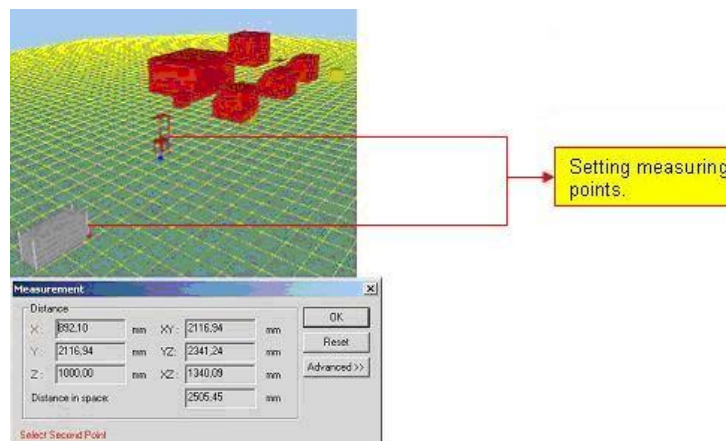 Setting measuring
points.
Measurement
Distance
X: 892,10 mm XY: 2116,94 mm OK
Y: 2116,94 mm YZ: 2341,24 mm Reset
Z: 1000,00 mm XZ: 1340,09 mm Advanced >>
Distance in space: 2505,45 mm
Select Second Point